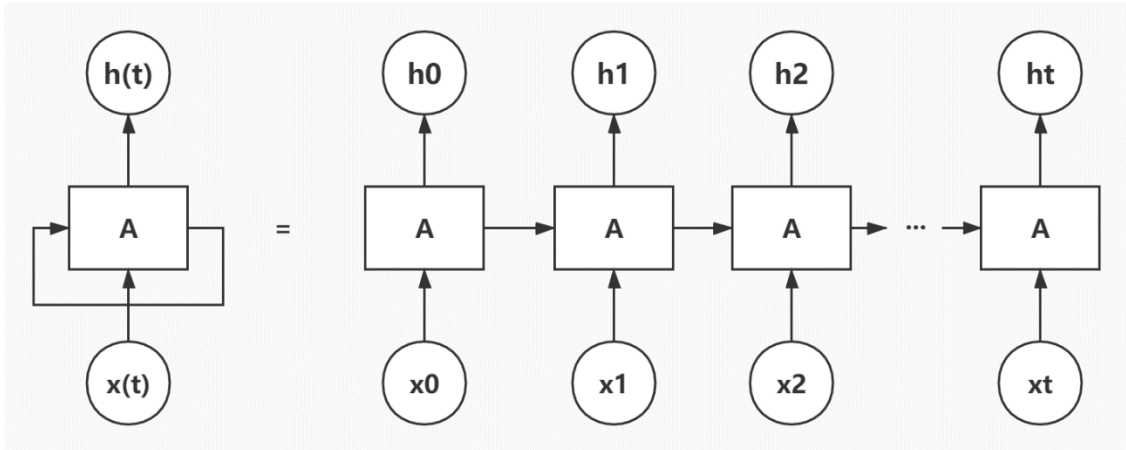 h(t) h0 h1 h2 ht
A = A A A ... A
x(t) x0 x1 x2 xt